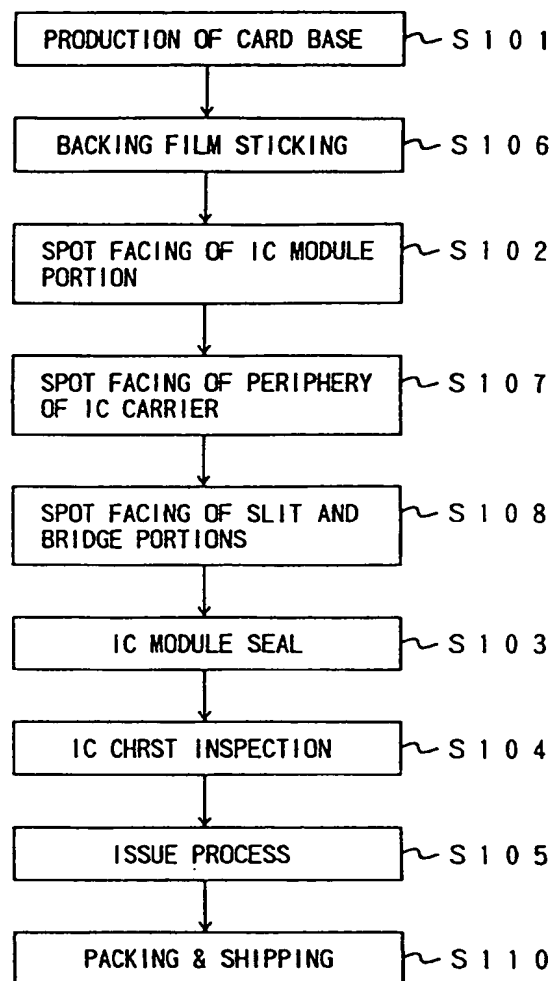 PRODUCTION OF CARD BASE S101
BACKING FILM STICKING S106
SPOT FACING OF IC MODULE S102
PORTION
SPOT FACING OF PERIPHERY S107
OF IC CARRIER
SPOT FACING OF SLIT AND S108
BRIDGE PORTIONS
IC MODULE SEAL S103
IC CHRST INSPECTION S104
ISSUE PROCESS S105
PACKING & SHIPPING S110